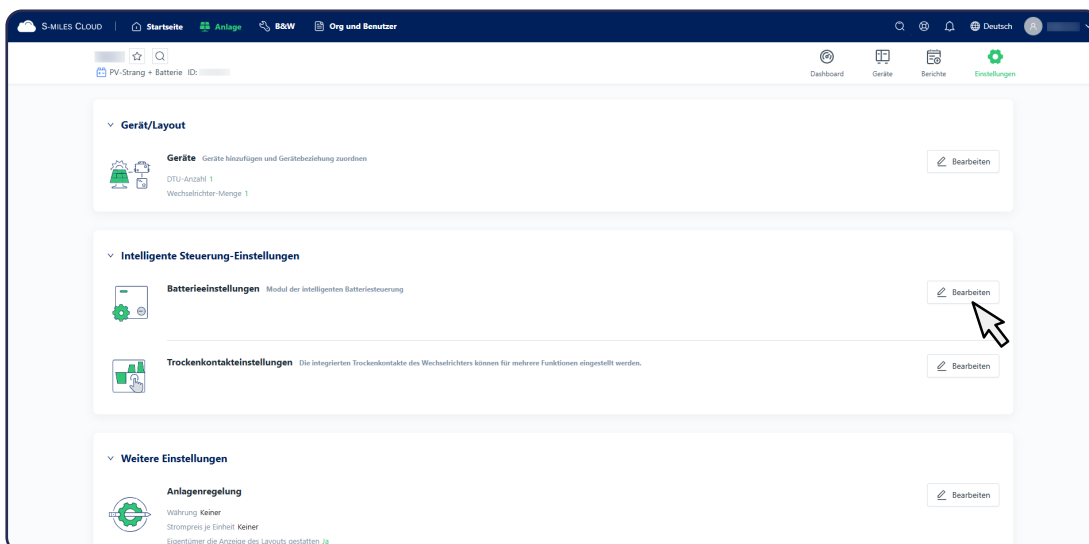 S-MILES CLOUD Startseite Anlage B&W Org und Benutzer Deutsch
PV-Strang + Batterie ID:
Dashboard Geräte Berichte Einstellungen
Gerät/Layout
Geräte Geräte hinzufügen und Gerätebeziehung zuordnen
Bearbeiten
DTU-Anzahl 1
Wechselrichter-Menge 1
Intelligente Steuerung-Einstellungen
Batterieeinstellungen Modul der intelligenten Batteriesteuerung
Bearbeiten
Trockenkontakteinstellungen Die integrierten Trockenkontakte des Wechselrichters können für mehrere Funktionen eingestellt werden.
Bearbeiten
Weitere Einstellungen
Anlagenregelung
Bearbeiten
Währung Keiner
Strompreis je Einheit Keiner
Eigentümer die Anzeige des Layouts gestatten Ja